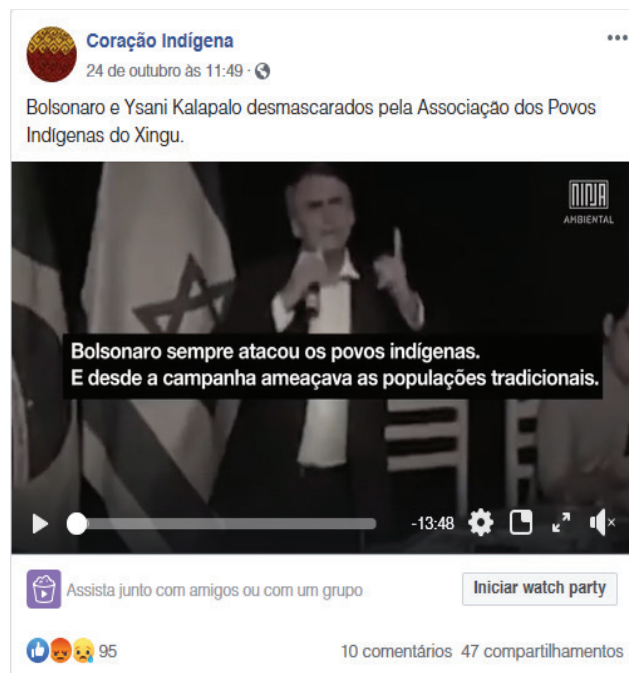 Coração Indígena
24 de outubro às 11:49
Bolsonaro e Ysani Kalapalo desmascarados pela Associação dos Povos
Indígenas do Xingu.
NINJA
AMBIENTAL
Bolsonaro sempre atacou os povos indígenas.
E desde a campanha ameaçava as populações tradicionais.
-13:48
Assista junto com amigos ou com um grupo
Iniciar watch party
95
10 comentários 47 compartilhamentos